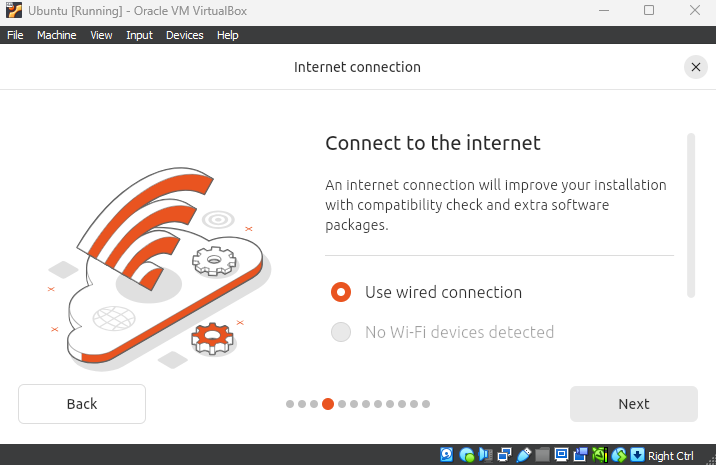 Ubuntu [Running] - Oracle VM VirtualBox
File Machine View Input Devices Help
Internet connection
Connect to the internet
An internet connection will improve your installation
with compatibility check and extra software
packages.
Use wired connection
No Wi-Fi devices detected
Back
Next
Right Ctrl